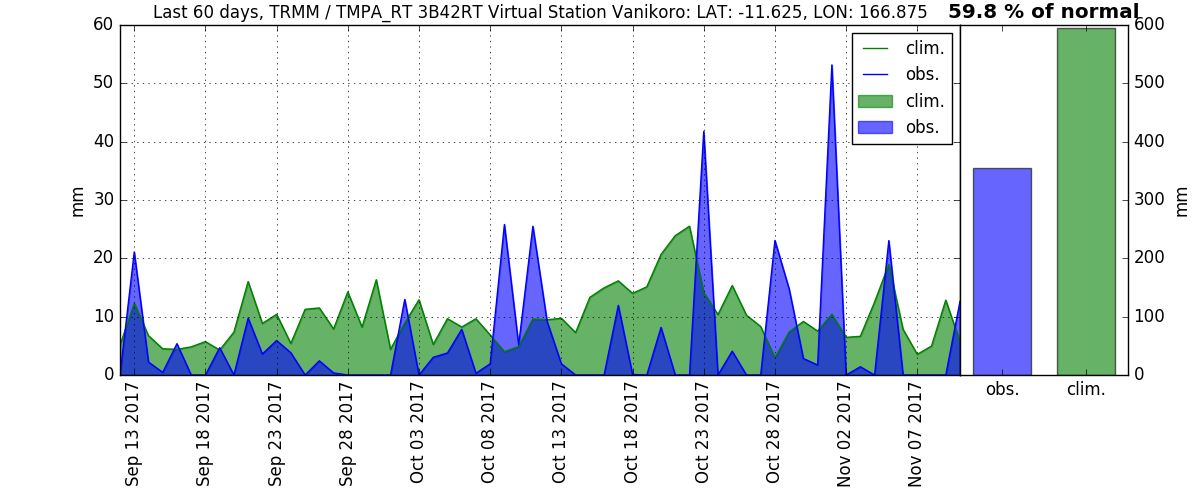 Last 60 days, TRMM / TMPA_RT 3B42RT Virtual Station Vanikoro: LAT: -11.625, LON: 166.875
59.8 % of normal
60
50
40
30
20
10
0
mm
clim.
obs.
clim.
obs.
Sep 13 2017
Sep 18 2017
Sep 23 2017
Sep 28 2017
Oct 03 2017
Oct 08 2017
Oct 13 2017
Oct 18 2017
Oct 23 2017
Oct 28 2017
Nov 02 2017
Nov 07 2017
600
500
400
300
200
100
0
mm
obs.
clim.